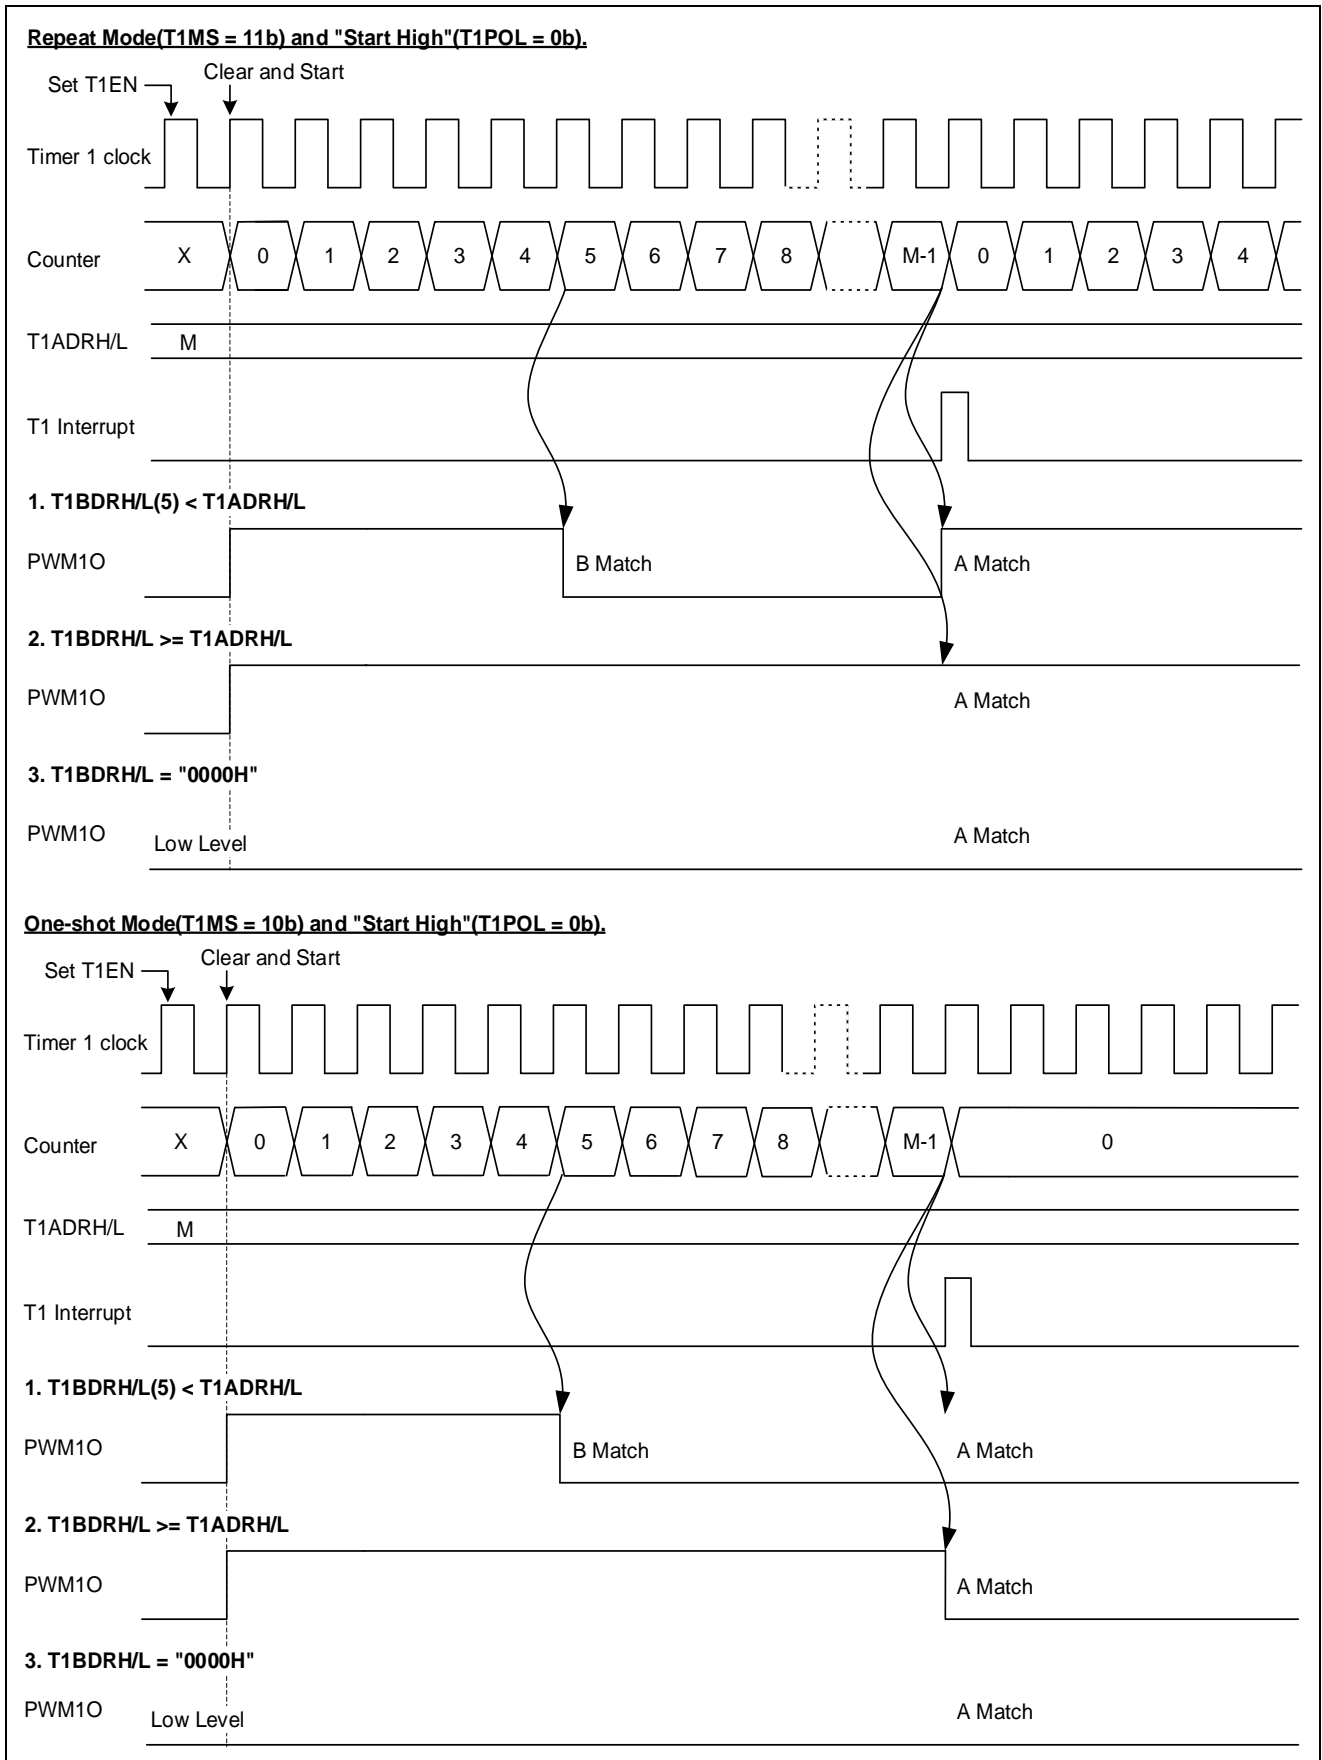 Repeat Mode(T1MS = 11b) and "Start High"(T1POL = 0b).
Set T1EN
Clear and Start
Timer 1 clock
Counter X 0 1 2 3 4 5 6 7 8 M-1 0 1 2 3 4
T1ADRH/L M
T1 Interrupt
1. T1BDRH/L(5) < T1ADRH/L
PWM1O B Match A Match
2. T1BDRH/L >= T1ADRH/L
PWM1O A Match
3. T1BDRH/L = "0000H"
PWM1O Low Level A Match
One-shot Mode(T1MS = 10b) and "Start High"(T1POL = 0b).
Set T1EN
Clear and Start
Timer 1 clock
Counter X 0 1 2 3 4 5 6 7 8 M-1 0
T1ADRH/L M
T1 Interrupt
1. T1BDRH/L(5) < T1ADRH/L
PWM1O B Match A Match
2. T1BDRH/L >= T1ADRH/L
PWM1O A Match
3. T1BDRH/L = "0000H"
PWM1O Low Level A Match